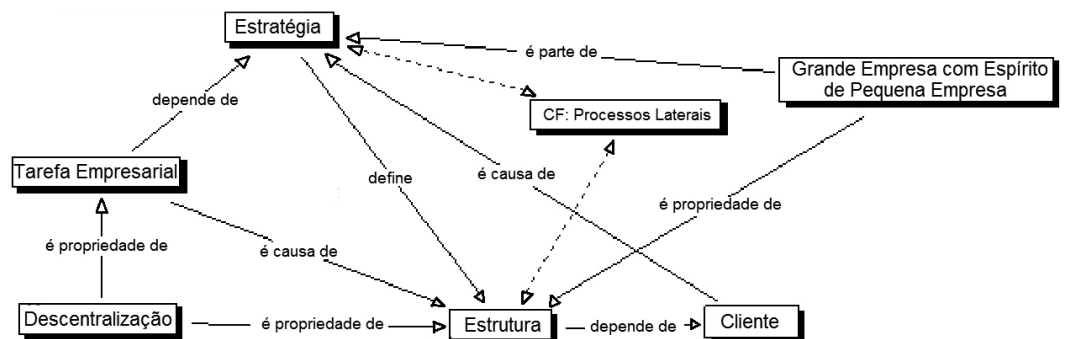 Estratégia
é parte de
Grande Empresa com Espírito
de Pequena Empresa
depende de
CF: Processos Laterais
Tarefa Empresarial
define
é causa de
é propriedade de
é propriedade de
é causa de
Descentralização
é propriedade de
Estrutura
depende de
Cliente